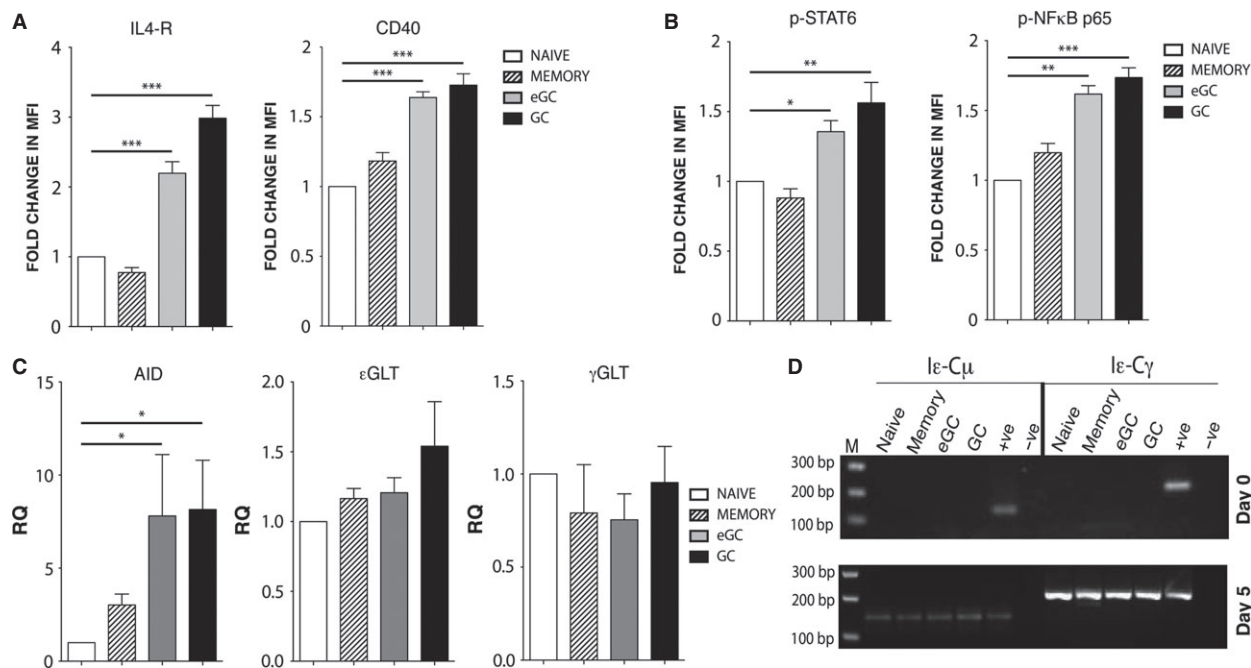 A
IL4-R
FOLD CHANGE IN MFI
4
3
2
1
0
***
***
CD40
FOLD CHANGE IN MFI
2
1.5
1
0.5
0
***
***
NAIVE
MEMORY
eGC
GC
B
p-STAT6
FOLD CHANGE IN MFI
2
1.5
1
0.5
0
**
*
p-NFκB p65
FOLD CHANGE IN MFI
2
1.5
1
0.5
0
***
**
NAIVE
MEMORY
eGC
GC
C
AID
RQ
15
10
5
0
*
*
εGLT
RQ
2.0
1.5
1.0
0.5
0.0
γGLT
RQ
1.5
1.0
0.5
0.0
NAIVE
MEMORY
eGC
GC
D
Iε-Cμ
Iε-Cγ
M
Naive
Memory
eGC
GC
+ve
–ve
Naive
Memory
eGC
GC
+ve
–ve
300 bp
200 bp
100 bp
Day 0
300 bp
200 bp
100 bp
Day 5